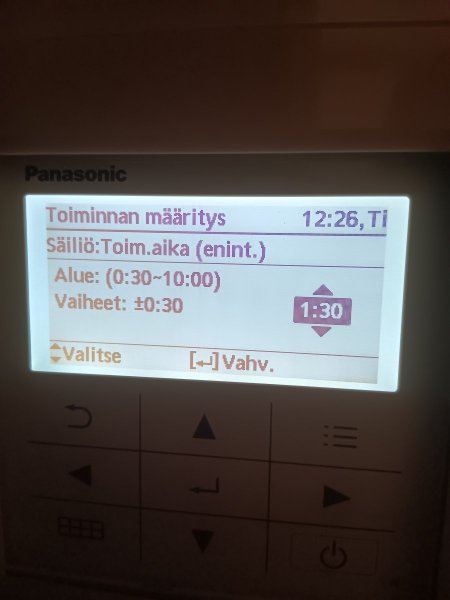 Panasonic
Toiminnan määritys 12:26, Ti
Säiliö:Toim.aika (enint.)
Alue: (0:30~10:00)
Vaiheet: ±0:30
1:30
Valitse [↵] Vahv.